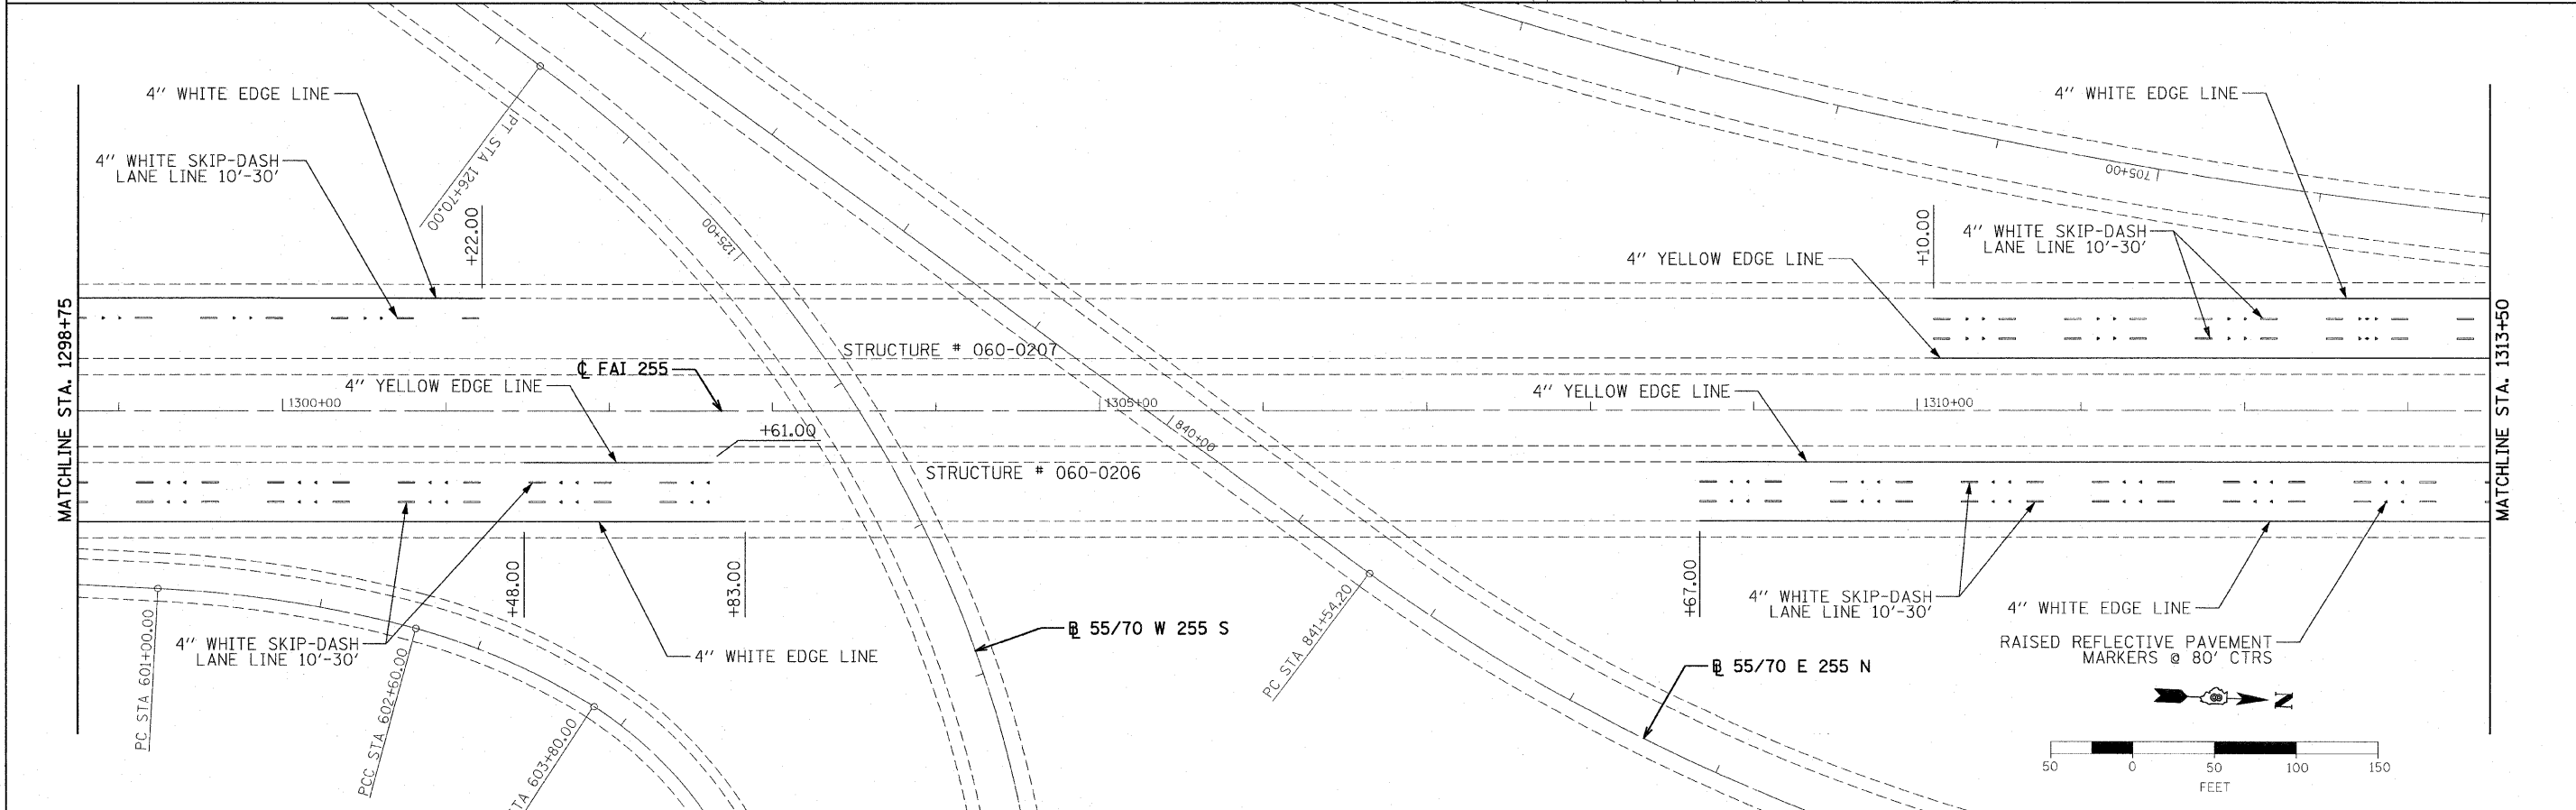 4" WHITE EDGE LINE
4" WHITE SKIP-DASH
LANE LINE 10'-30'
PT STA 126+70.00
+22.00
125+00
MATCHLINE STA. 1298+75
STRUCTURE # 060-0207
℄ FAI 255
4" YELLOW EDGE LINE
1300+00
1305+00
1310+00
840+00
+61.00
STRUCTURE # 060-0206
+48.00
+83.00
4" WHITE SKIP-DASH
LANE LINE 10'-30'
4" WHITE EDGE LINE
PC STA 601+00.00
PCC STA 602+60.00
STA 603+80.00
BL 55/70 W 255 S
PC STA 841+54.20
BL 55/70 E 255 N
4" WHITE EDGE LINE
705+00
+10.00
4" WHITE SKIP-DASH
LANE LINE 10'-30'
4" YELLOW EDGE LINE
4" YELLOW EDGE LINE
MATCHLINE STA. 1313+50
+67.00
4" WHITE SKIP-DASH
LANE LINE 10'-30'
4" WHITE EDGE LINE
RAISED REFLECTIVE PAVEMENT
MARKERS @ 80' CTRS
N
50 0 50 100 150
FEET